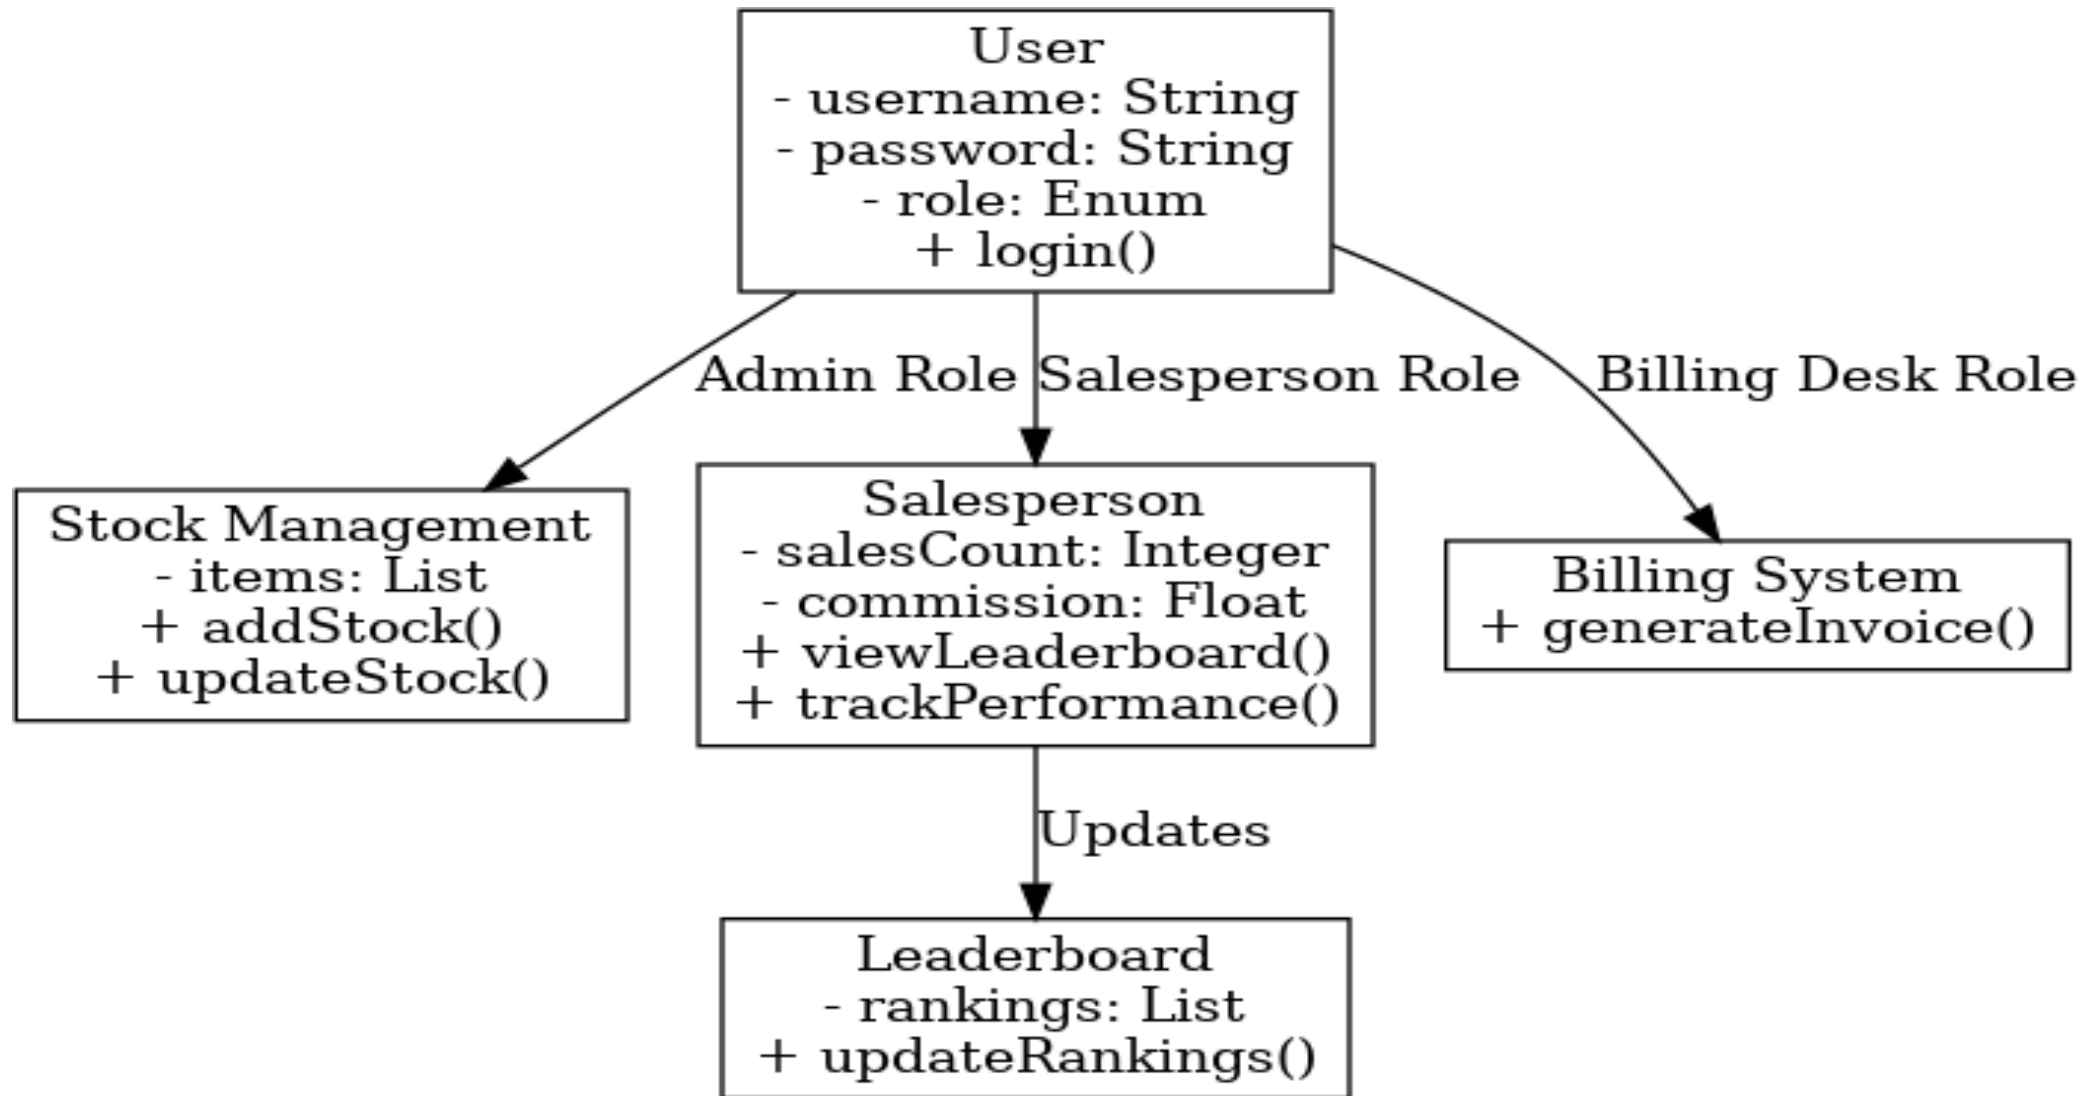 User
- username: String
- password: String
- role: Enum
+ login()
Admin Role
Salesperson Role
Billing Desk Role
Stock Management
- items: List
+ addStock()
+ updateStock()
Salesperson
- salesCount: Integer
- commission: Float
+ viewLeaderboard()
+ trackPerformance()
Billing System
+ generateInvoice()
Updates
Leaderboard
- rankings: List
+ updateRankings()